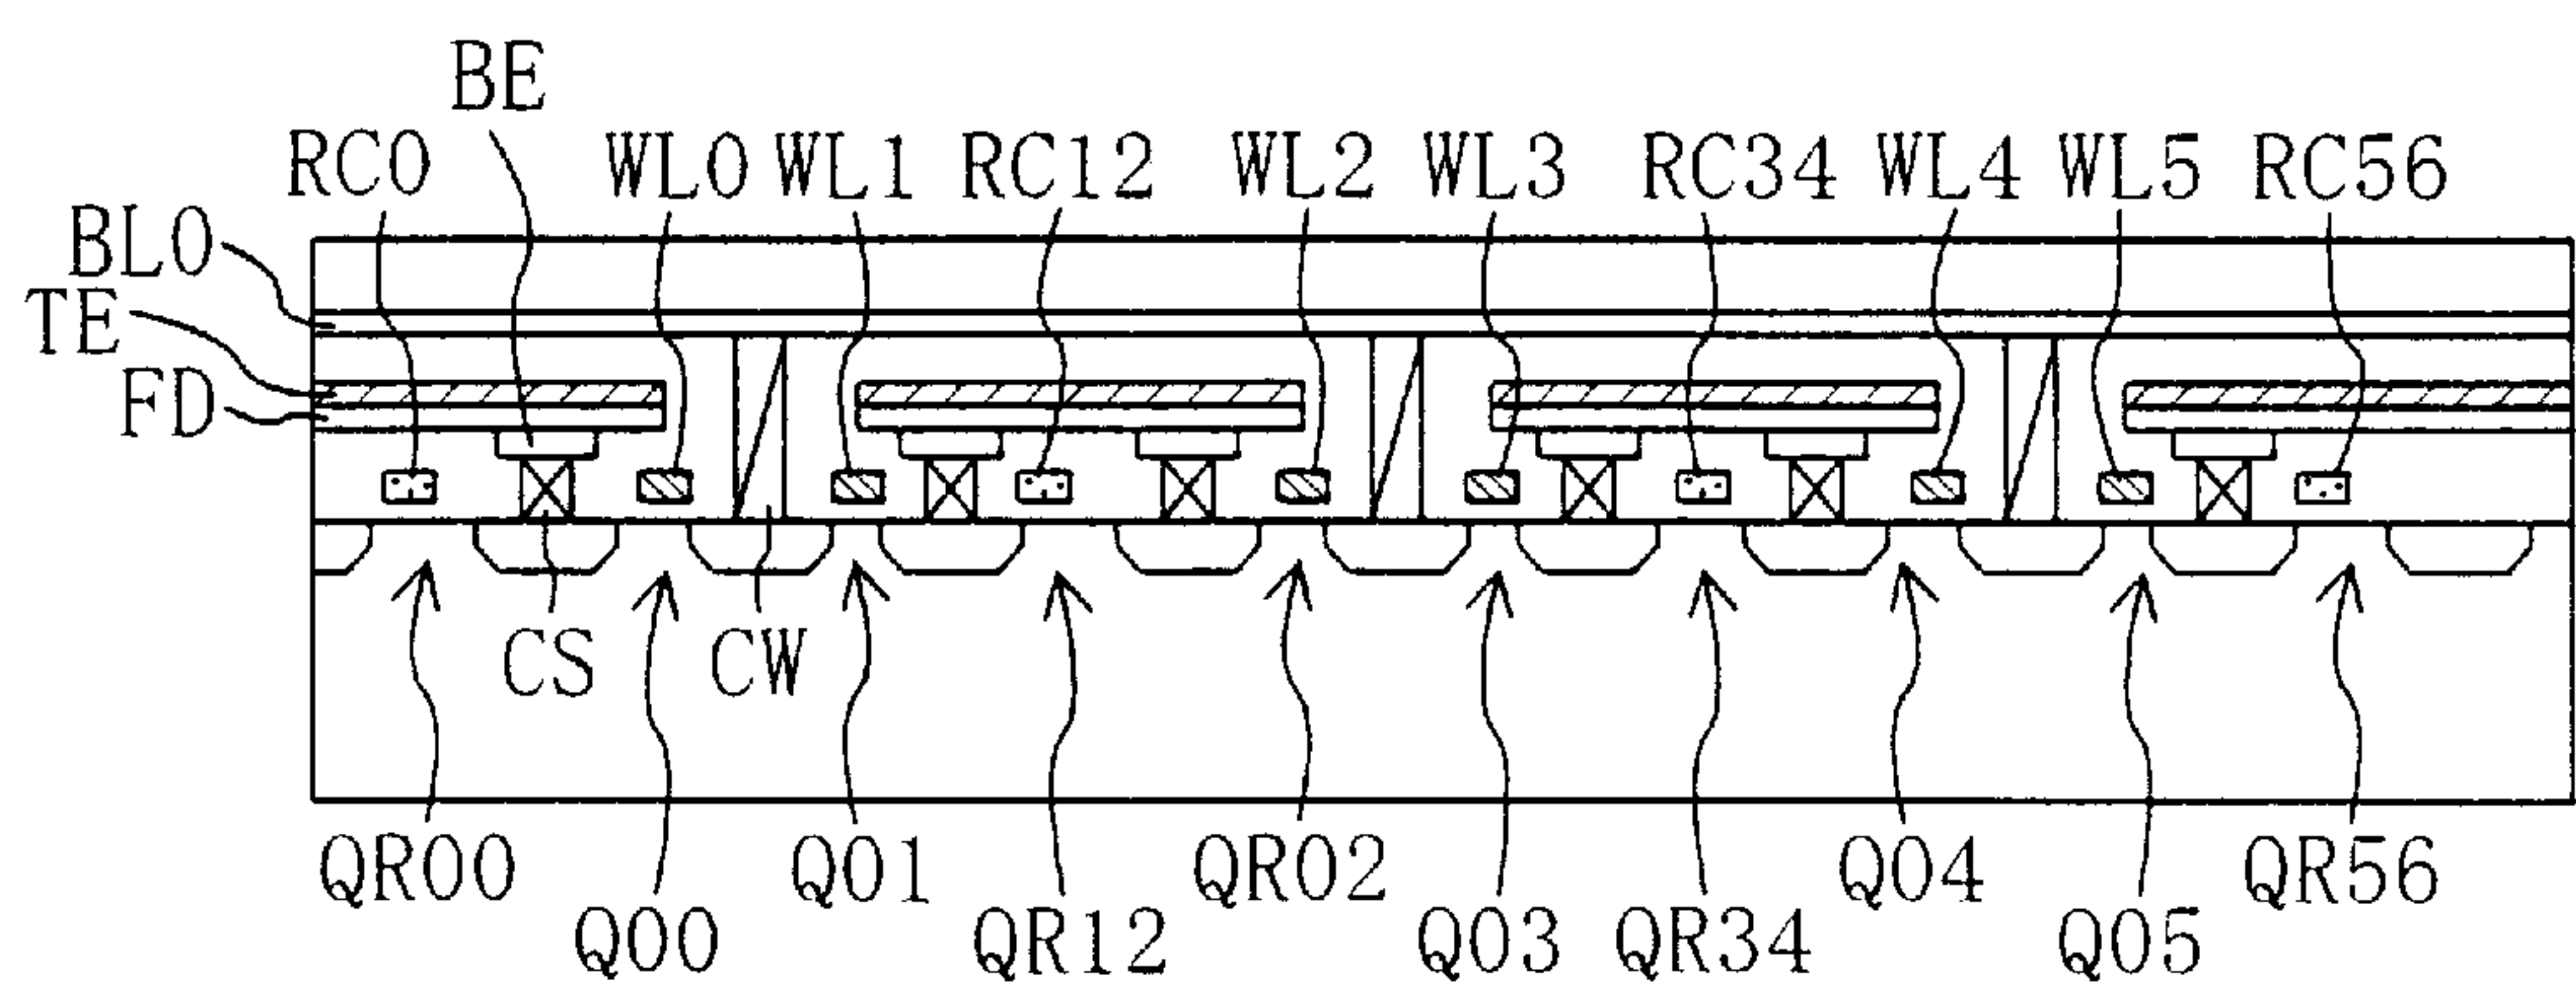 BE
RC0 WL0 WL1 RC12 WL2 WL3 RC34 WL4 WL5 RC56
BL0
TE
FD
CS CW
QR00 Q01 QR02 Q04 QR56
Q00 QR12 Q03 QR34 Q05